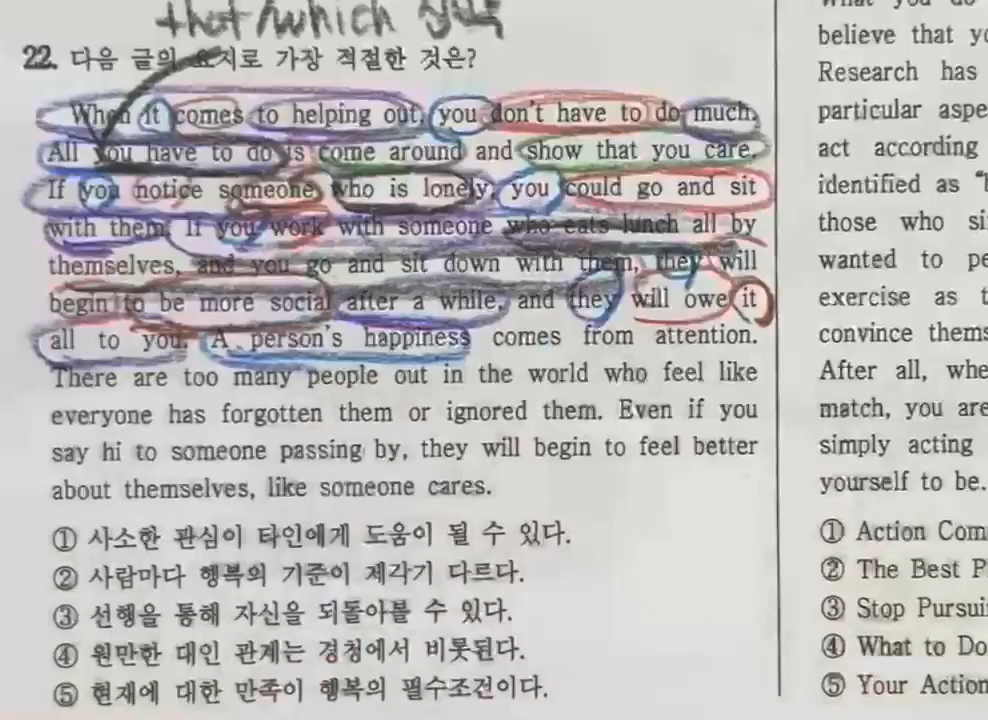 that/which 생략
22. 다음 글의 요지로 가장 적절한 것은?
When it comes to helping out, you don't have to do much.
All you have to do is come around and show that you care.
If you notice someone who is lonely, you could go and sit
with them. If you work with someone who eats lunch all by
themselves, and you go and sit down with them, they will
begin to be more social after a while, and they will owe it
all to you. A person's happiness comes from attention.
There are too many people out in the world who feel like
everyone has forgotten them or ignored them. Even if you
say hi to someone passing by, they will begin to feel better
about themselves, like someone cares.
① 사소한 관심이 타인에게 도움이 될 수 있다.
② 사람마다 행복의 기준이 제각기 다르다.
③ 선행을 통해 자신을 되돌아볼 수 있다.
④ 원만한 대인 관계는 경청에서 비롯된다.
⑤ 현재에 대한 만족이 행복의 필수조건이다.
believe that
Research has
particular
act according
identified as
those who
wanted to
exercise as
convince
After all,
match, you are
simply acting
yourself to be.
① Action
② The Best
③ Stop
④ What to Do
⑤ Your Action